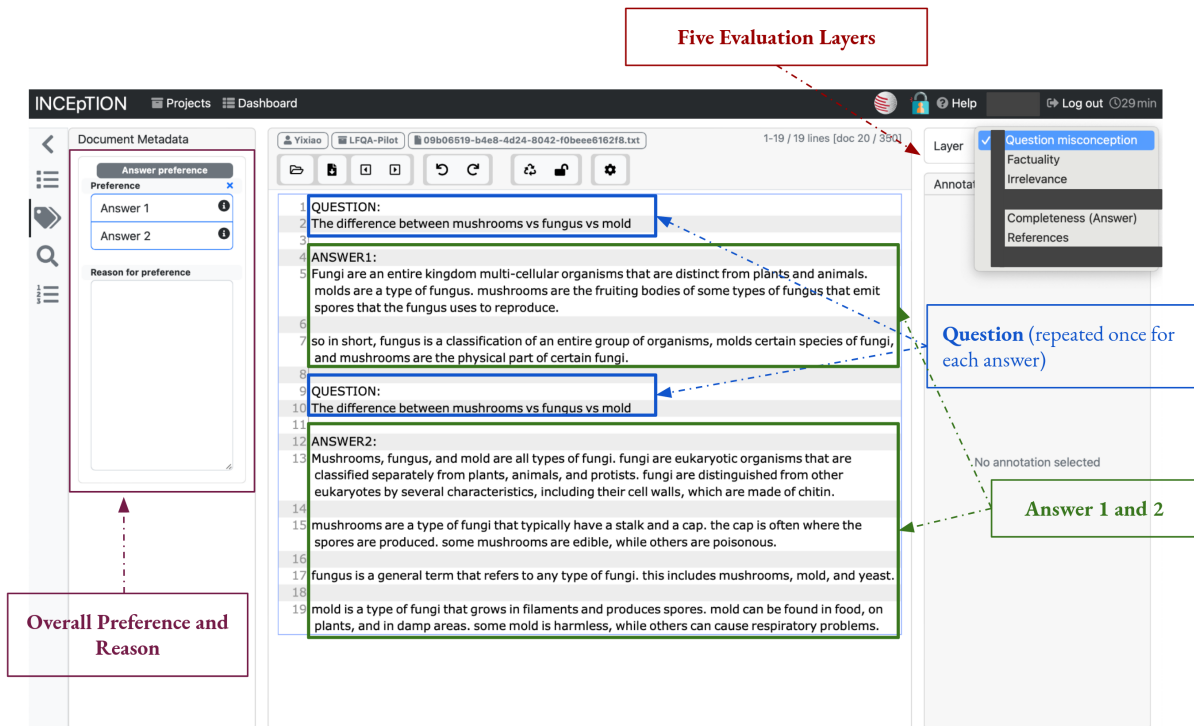 Five Evaluation Layers
INCEpTION Projects Dashboard Help Log out 29 min
Document Metadata
Answer preference
Preference ×
Answer 1
Answer 2
Reason for preference
Yixiao LFQA-Pilot 09b06519-b4e8-4d24-8042-f0beee6162f8.txt 1-19 / 19 lines [doc 20 / 350]
1 QUESTION:
2 The difference between mushrooms vs fungus vs mold
3
4 ANSWER1:
5 Fungi are an entire kingdom multi-cellular organisms that are distinct from plants and animals.
molds are a type of fungus. mushrooms are the fruiting bodies of some types of fungus that emit
spores that the fungus uses to reproduce.
6
7 so in short, fungus is a classification of an entire group of organisms, molds certain species of fungi,
and mushrooms are the physical part of certain fungi.
8
9 QUESTION:
10 The difference between mushrooms vs fungus vs mold
11
12 ANSWER2:
13 Mushrooms, fungus, and mold are all types of fungi. fungi are eukaryotic organisms that are
classified separately from plants, animals, and protists. fungi are distinguished from other
eukaryotes by several characteristics, including their cell walls, which are made of chitin.
14
15 mushrooms are a type of fungi that typically have a stalk and a cap. the cap is often where the
spores are produced. some mushrooms are edible, while others are poisonous.
16
17 fungus is a general term that refers to any type of fungi. this includes mushrooms, mold, and yeast.
18
19 mold is a type of fungi that grows in filaments and produces spores. mold can be found in food, on
plants, and in damp areas. some mold is harmless, while others can cause respiratory problems.
Layer
✓ Question misconception
Factuality
Irrelevance
Completeness (Answer)
References
Annotat
No annotation selected
Question (repeated once for
each answer)
Answer 1 and 2
Overall Preference and
Reason